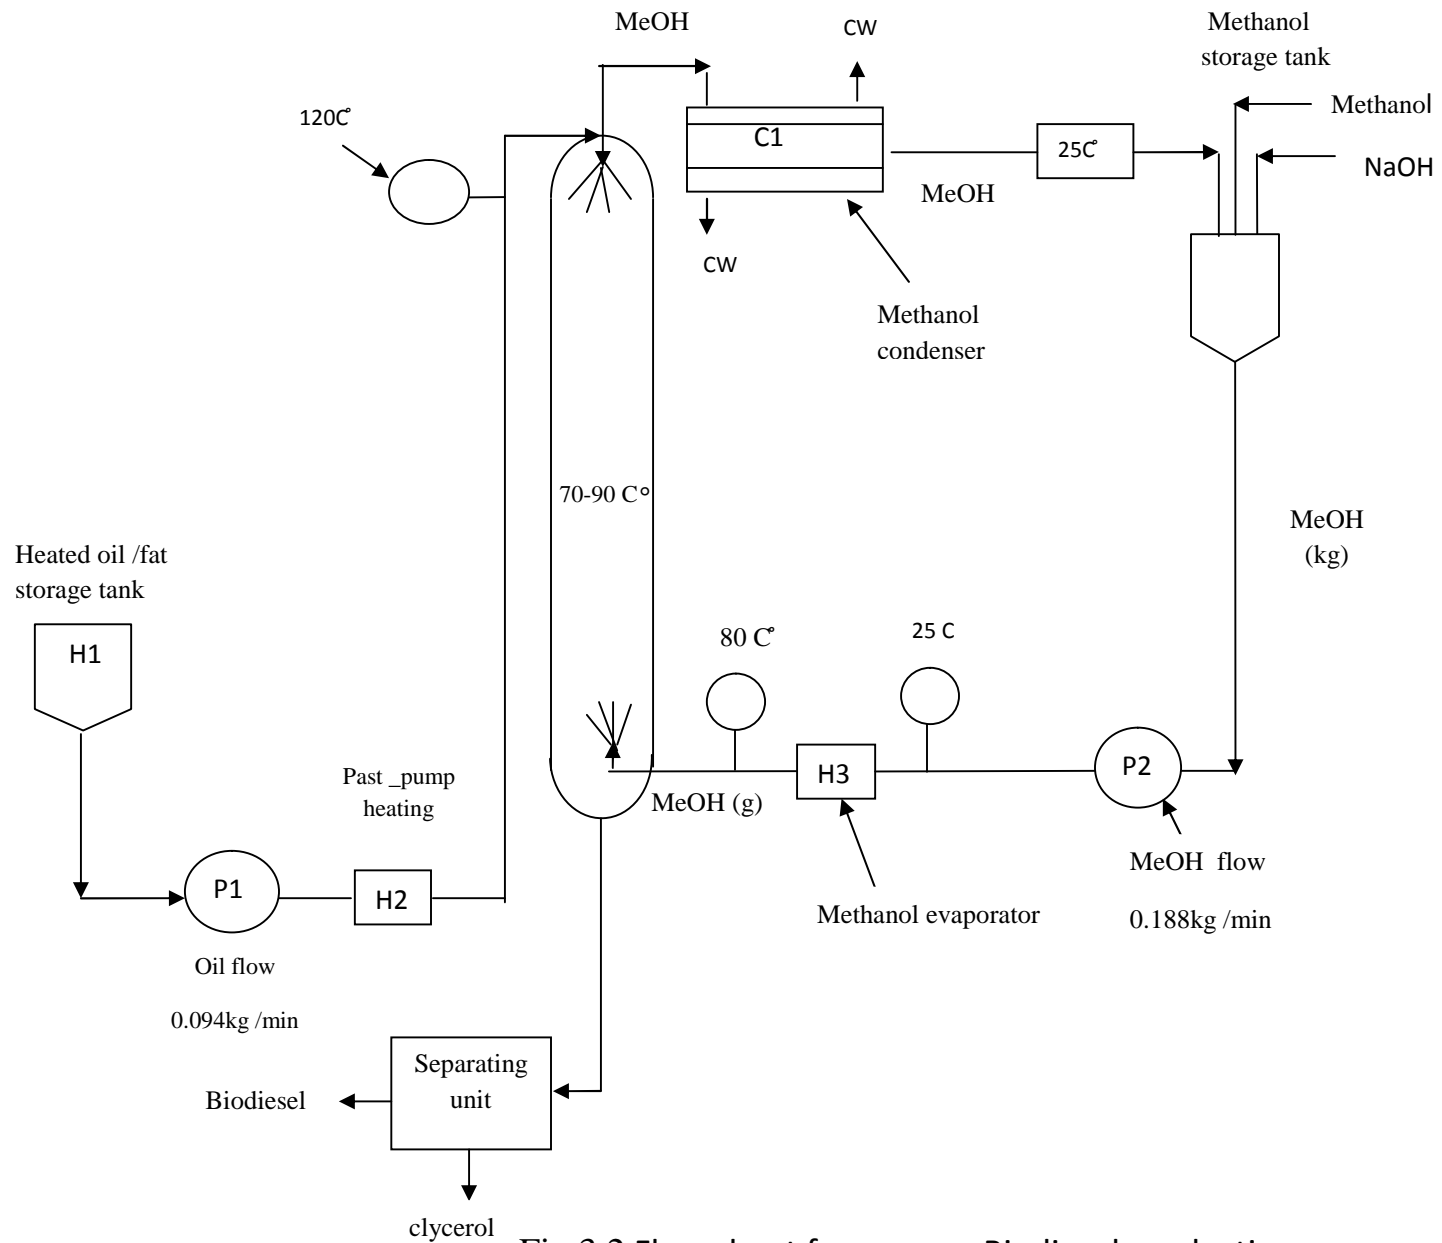 MeOH
CW
Methanol
storage tank
120C°
Methanol
C1
25C°
NaOH
MeOH
CW
Methanol
condenser
70-90 C°
MeOH
(kg)
Heated oil /fat
storage tank
H1
80 C°
25 C
Past _pump
heating
H3
P2
MeOH (g)
MeOH flow
0.188kg /min
P1
H2
Methanol evaporator
Oil flow
0.094kg /min
Separating
unit
Biodiesel
clycerol